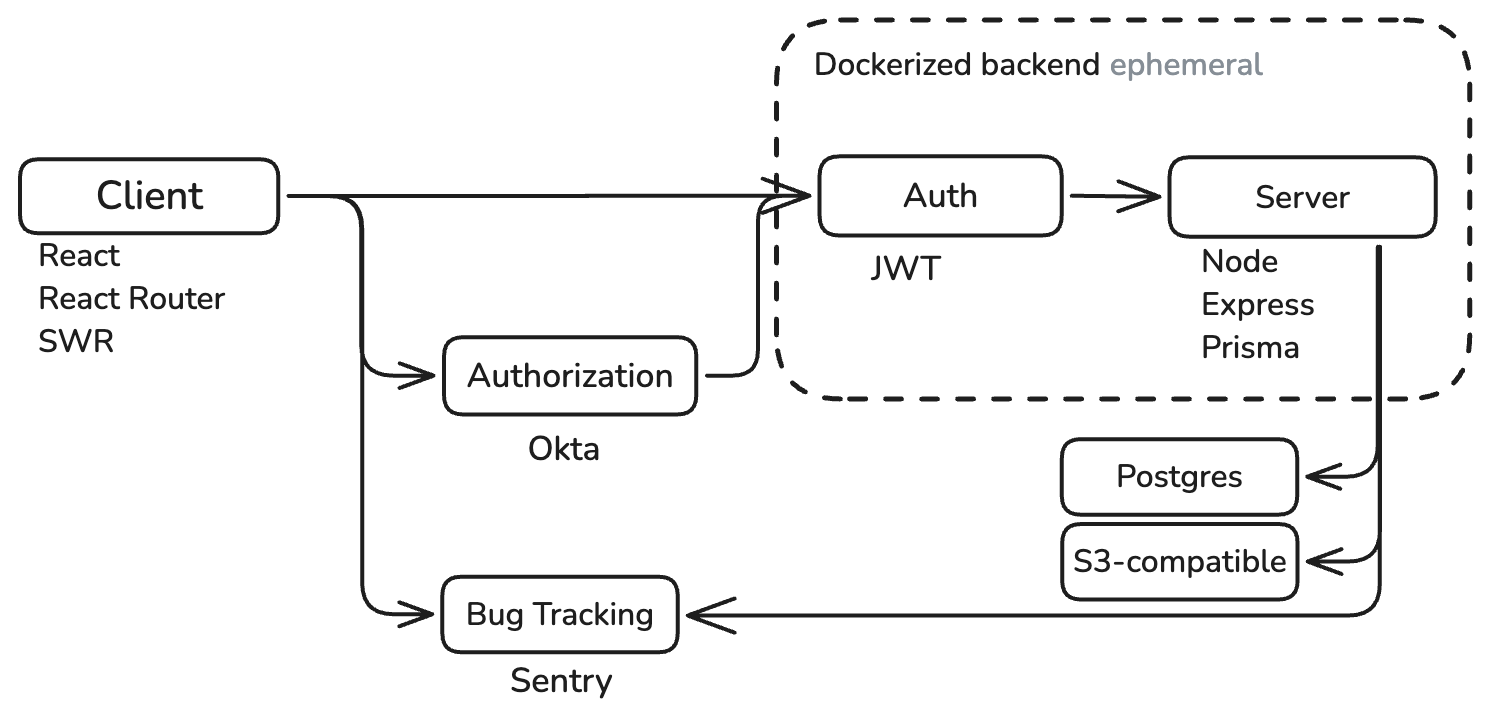 Dockerized backend ephemeral
Client
React
React Router
SWR
Auth
JWT
Server
Node
Express
Prisma
Authorization
Okta
Postgres
S3-compatible
Bug Tracking
Sentry